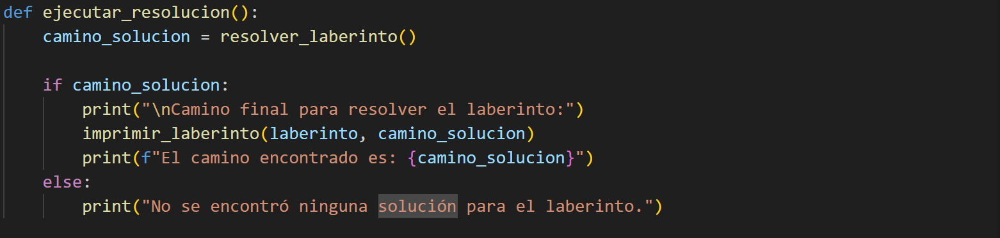 def ejecutar_resolucion():
    camino_solucion = resolver_laberinto()
    if camino_solucion:
        print("\nCamino final para resolver el laberinto:")
        imprimir_laberinto(laberinto, camino_solucion)
        print(f"El camino encontrado es: {camino_solucion}")
    else:
        print("No se encontró ninguna solución para el laberinto.")